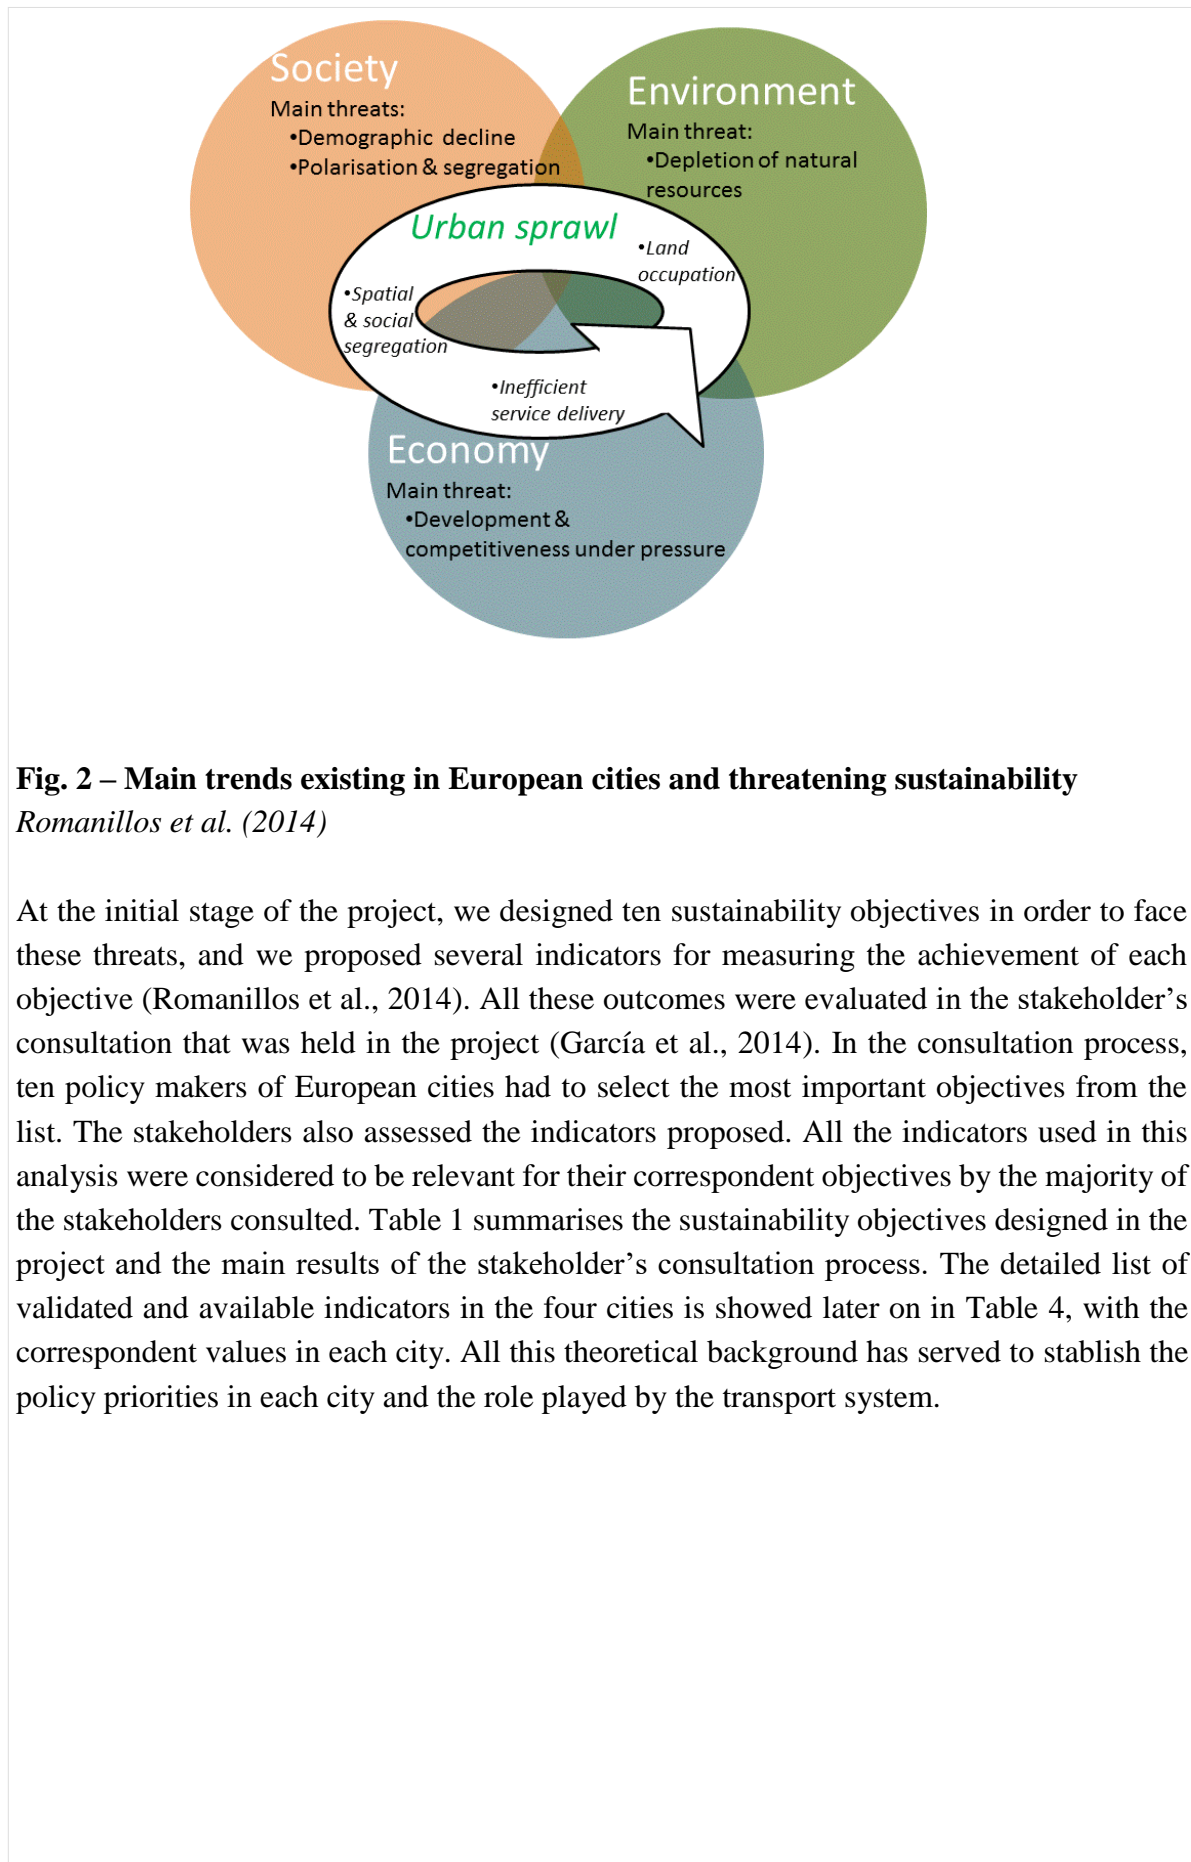 Society
Main threats:
•Demographic decline
•Polarisation & segregation
Environment
Main threat:
•Depletion of natural
resources
Urban sprawl
•Land
occupation
•Spatial
& social
segregation
•Inefficient
service delivery
Economy
Main threat:
•Development &
competitiveness under pressure
Fig. 2 – Main trends existing in European cities and threatening sustainability
Romanillos et al. (2014)
At the initial stage of the project, we designed ten sustainability objectives in order to face
these threats, and we proposed several indicators for measuring the achievement of each
objective (Romanillos et al., 2014). All these outcomes were evaluated in the stakeholder’s
consultation that was held in the project (García et al., 2014). In the consultation process,
ten policy makers of European cities had to select the most important objectives from the
list. The stakeholders also assessed the indicators proposed. All the indicators used in this
analysis were considered to be relevant for their correspondent objectives by the majority of
the stakeholders consulted. Table 1 summarises the sustainability objectives designed in the
project and the main results of the stakeholder’s consultation process. The detailed list of
validated and available indicators in the four cities is showed later on in Table 4, with the
correspondent values in each city. All this theoretical background has served to stablish the
policy priorities in each city and the role played by the transport system.